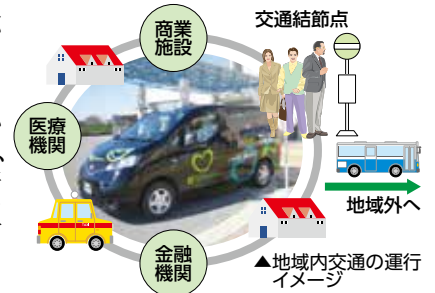 商業
施設
交通結節点
医療
機関
地域外へ
金融
機関
▲地域内交通の運行
イメージ